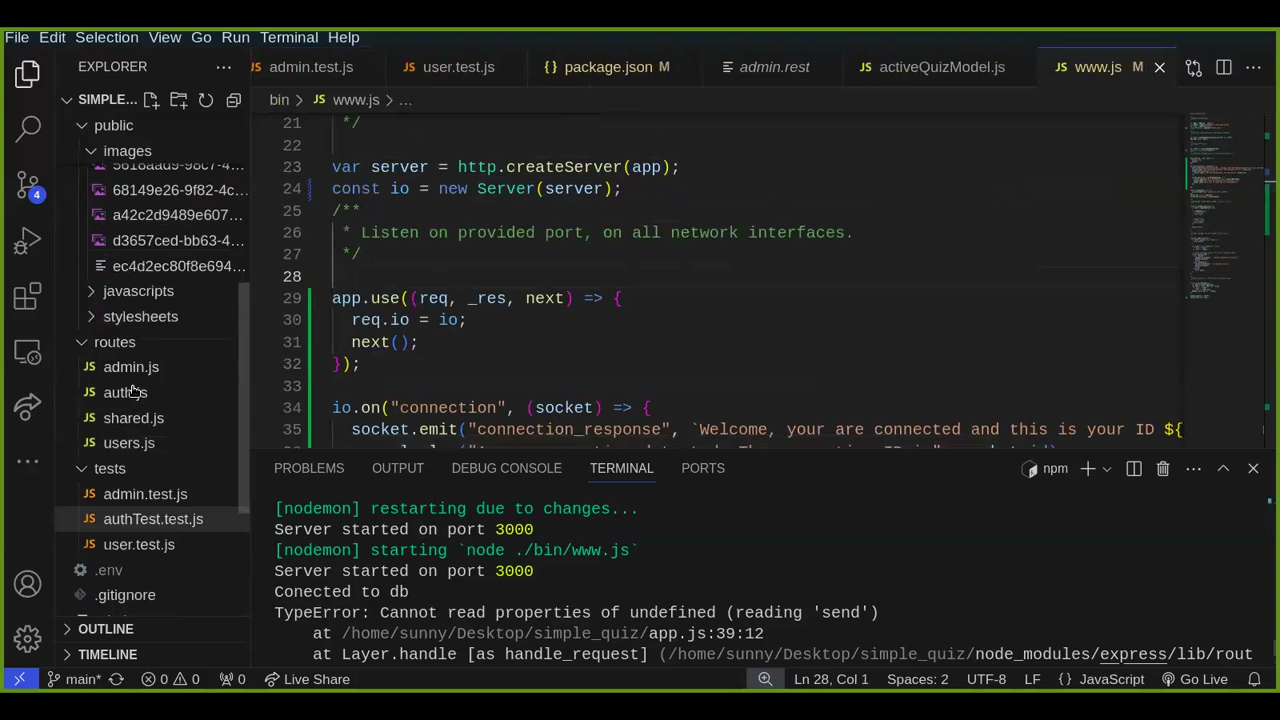 File Edit Selection View Go Run Terminal Help
EXPLORER
admin.test.js
user.test.js
package.json M
admin.rest
activeQuizModel.js
www.js M
SIMPLE...
bin > www.js > ...
public
images
68149e26-9f82-4c...
a42c2d9489e607...
d3657ced-bb63-4...
ec4d2ec80f8e694...
javascripts
stylesheets
routes
admin.js
shared.js
users.js
tests
admin.test.js
authTest.test.js
user.test.js
.env
.gitignore
OUTLINE
TIMELINE
21 */
22
23 var server = http.createServer(app);
24 const io = new Server(server);
25 /**
26 * Listen on provided port, on all network interfaces.
27 */
28
29 app.use((req, _res, next) => {
30 req.io = io;
31 next();
32 });
33
34 io.on("connection", (socket) => {
35 socket.emit("connection_response", `Welcome, your are connected and this is your ID ${
PROBLEMS OUTPUT DEBUG CONSOLE TERMINAL PORTS
npm
[nodemon] restarting due to changes...
Server started on port 3000
[nodemon] starting `node ./bin/www.js`
Server started on port 3000
Conected to db
TypeError: Cannot read properties of undefined (reading 'send')
at /home/sunny/Desktop/simple_quiz/app.js:39:12
at Layer.handle [as handle_request] (/home/sunny/Desktop/simple_quiz/node_modules/express/lib/rout
4
main* 0 0 0 Live Share
Ln 28, Col 1 Spaces: 2 UTF-8 LF {} JavaScript Go Live